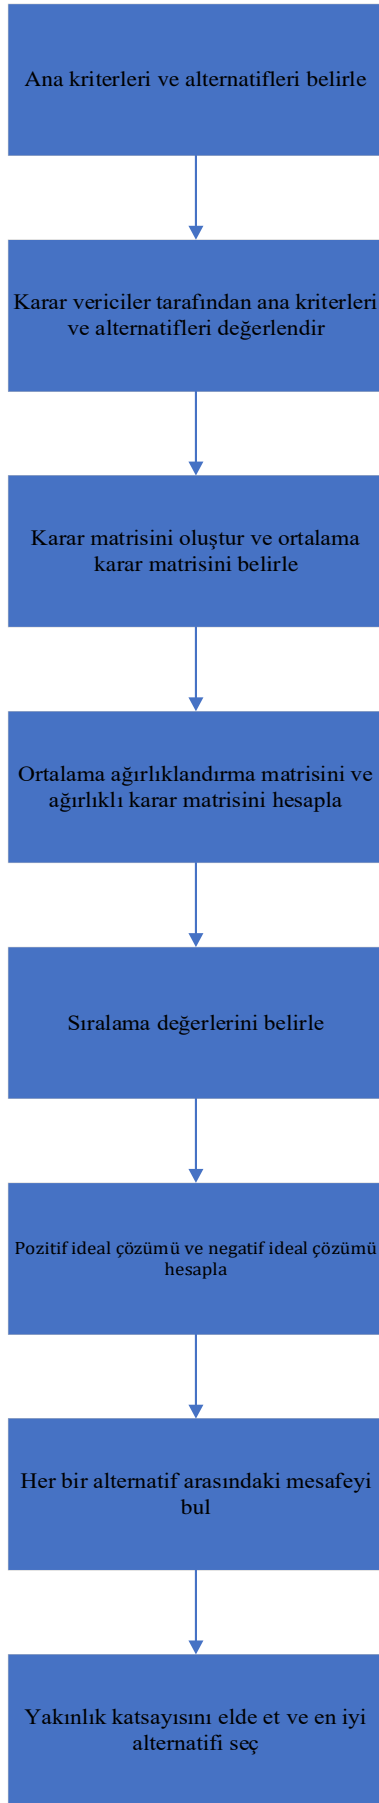 Ana kriterleri ve alternatifleri belirle
Karar vericiler tarafından ana kriterleri
ve alternatifleri değerlendir
Karar matrisini oluştur ve ortalama
karar matrisini belirle
Ortalama ağırlıklandırma matrisini ve
ağırlıklı karar matrisini hesapla
Sıralama değerlerini belirle
Pozitif ideal çözümü ve negatif ideal çözümü
hesapla
Her bir alternatif arasındaki mesafeyi
bul
Yakınlık katsayısını elde et ve en iyi
alternatifi seç